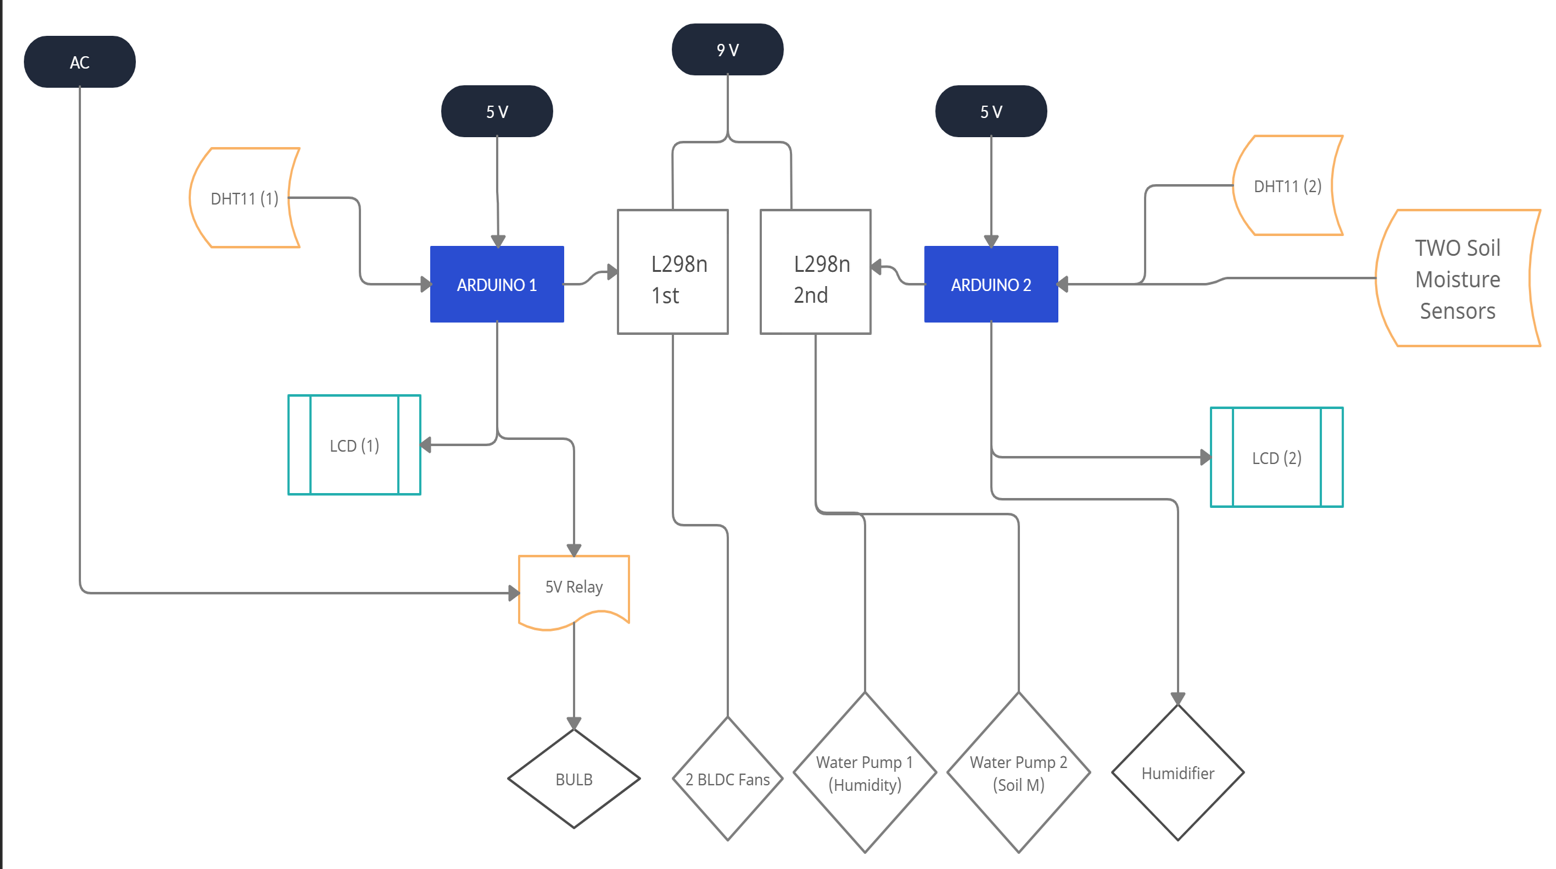 9 V
AC
5 V
5 V
DHT11 (2)
DHT11 (1)
TWO Soil
Moisture
Sensors
L298n
1st
L298n
2nd
ARDUINO 1
ARDUINO 2
LCD (1)
LCD (2)
5V Relay
BULB
2 BLDC Fans
Water Pump 1
(Humidity)
Water Pump 2
(Soil M)
Humidifier